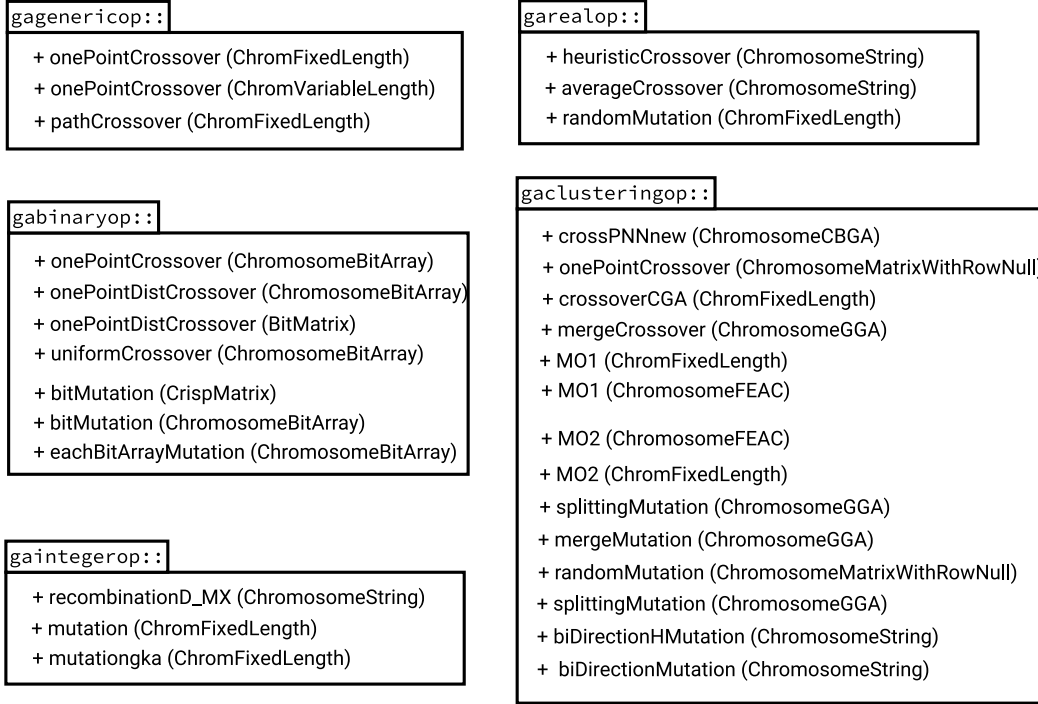 gagenericop::
+ onePointCrossover (ChromFixedLength)
+ onePointCrossover (ChromVariableLength)
+ pathCrossover (ChromFixedLength)
gabinaryop::
+ onePointCrossover (ChromosomeBitArray)
+ onePointDistCrossover (ChromosomeBitArray)
+ onePointDistCrossover (BitMatrix)
+ uniformCrossover (ChromosomeBitArray)
+ bitMutation (CrispMatrix)
+ bitMutation (ChromosomeBitArray)
+ eachBitArrayMutation (ChromosomeBitArray)
gaintegerop::
+ recombinationD_MX (ChromosomeString)
+ mutation (ChromFixedLength)
+ mutationgka (ChromFixedLength)
garealop::
+ heuristicCrossover (ChromosomeString)
+ averageCrossover (ChromosomeString)
+ randomMutation (ChromFixedLength)
gaclusteringop::
+ crossPNNnew (ChromosomeCBGA)
+ onePointCrossover (ChromosomeMatrixWithRowNull)
+ crossoverCGA (ChromFixedLength)
+ mergeCrossover (ChromosomeGGA)
+ MO1 (ChromFixedLength)
+ MO1 (ChromosomeFEAC)
+ MO2 (ChromosomeFEAC)
+ MO2 (ChromFixedLength)
+ splittingMutation (ChromosomeGGA)
+ mergeMutation (ChromosomeGGA)
+ randomMutation (ChromosomeMatrixWithRowNull)
+ splittingMutation (ChromosomeGGA)
+ biDirectionHMutation (ChromosomeString)
+ biDirectionMutation (ChromosomeString)